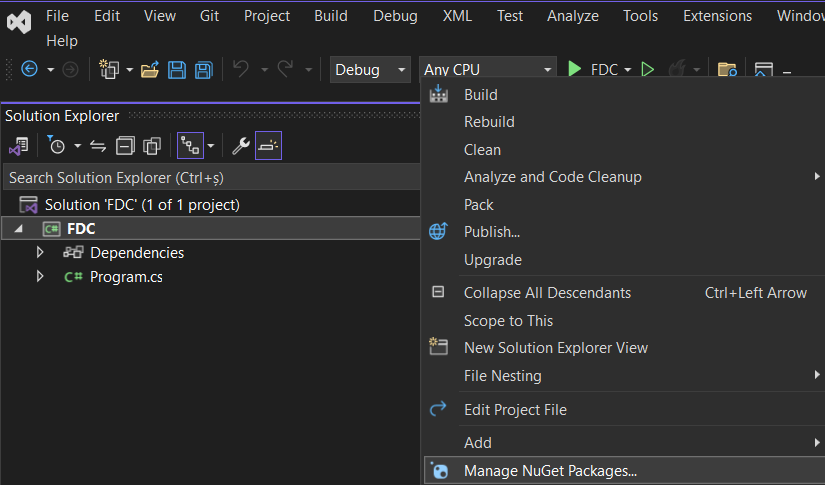 File Edit View Git Project Build Debug XML Test Analyze Tools Extensions Window
Help
Debug Any CPU FDC
Solution Explorer
Search Solution Explorer (Ctrl+ș)
Solution 'FDC' (1 of 1 project)
FDC
Dependencies
C# Program.cs
Build
Rebuild
Clean
Analyze and Code Cleanup
Pack
Publish...
Upgrade
Collapse All Descendants Ctrl+Left Arrow
Scope to This
New Solution Explorer View
File Nesting
Edit Project File
Add
Manage NuGet Packages...